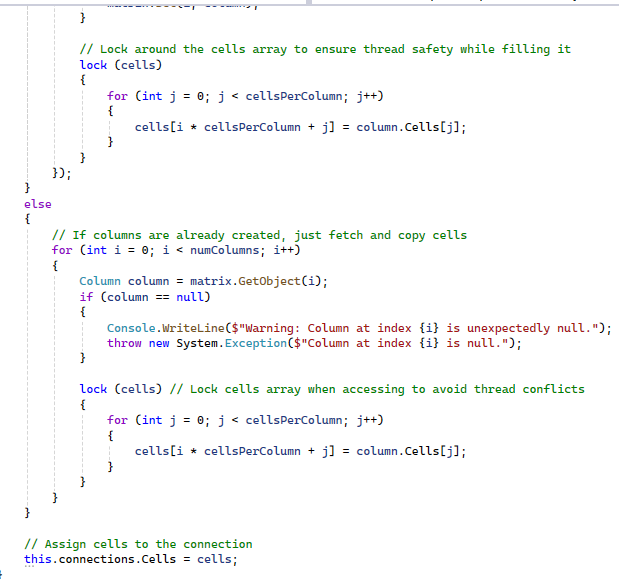 }
// Lock around the cells array to ensure thread safety while filling it
lock (cells)
{
for (int j = 0; j < cellsPerColumn; j++)
{
cells[i * cellsPerColumn + j] = column.Cells[j];
}
}
});
}
else
{
// If columns are already created, just fetch and copy cells
for (int i = 0; i < numColumns; i++)
{
Column column = matrix.GetObject(i);
if (column == null)
{
Console.WriteLine($"Warning: Column at index {i} is unexpectedly null.");
throw new System.Exception($"Column at index {i} is null.");
}
lock (cells) // Lock cells array when accessing to avoid thread conflicts
{
for (int j = 0; j < cellsPerColumn; j++)
{
cells[i * cellsPerColumn + j] = column.Cells[j];
}
}
}
}
// Assign cells to the connection
this.connections.Cells = cells;
}